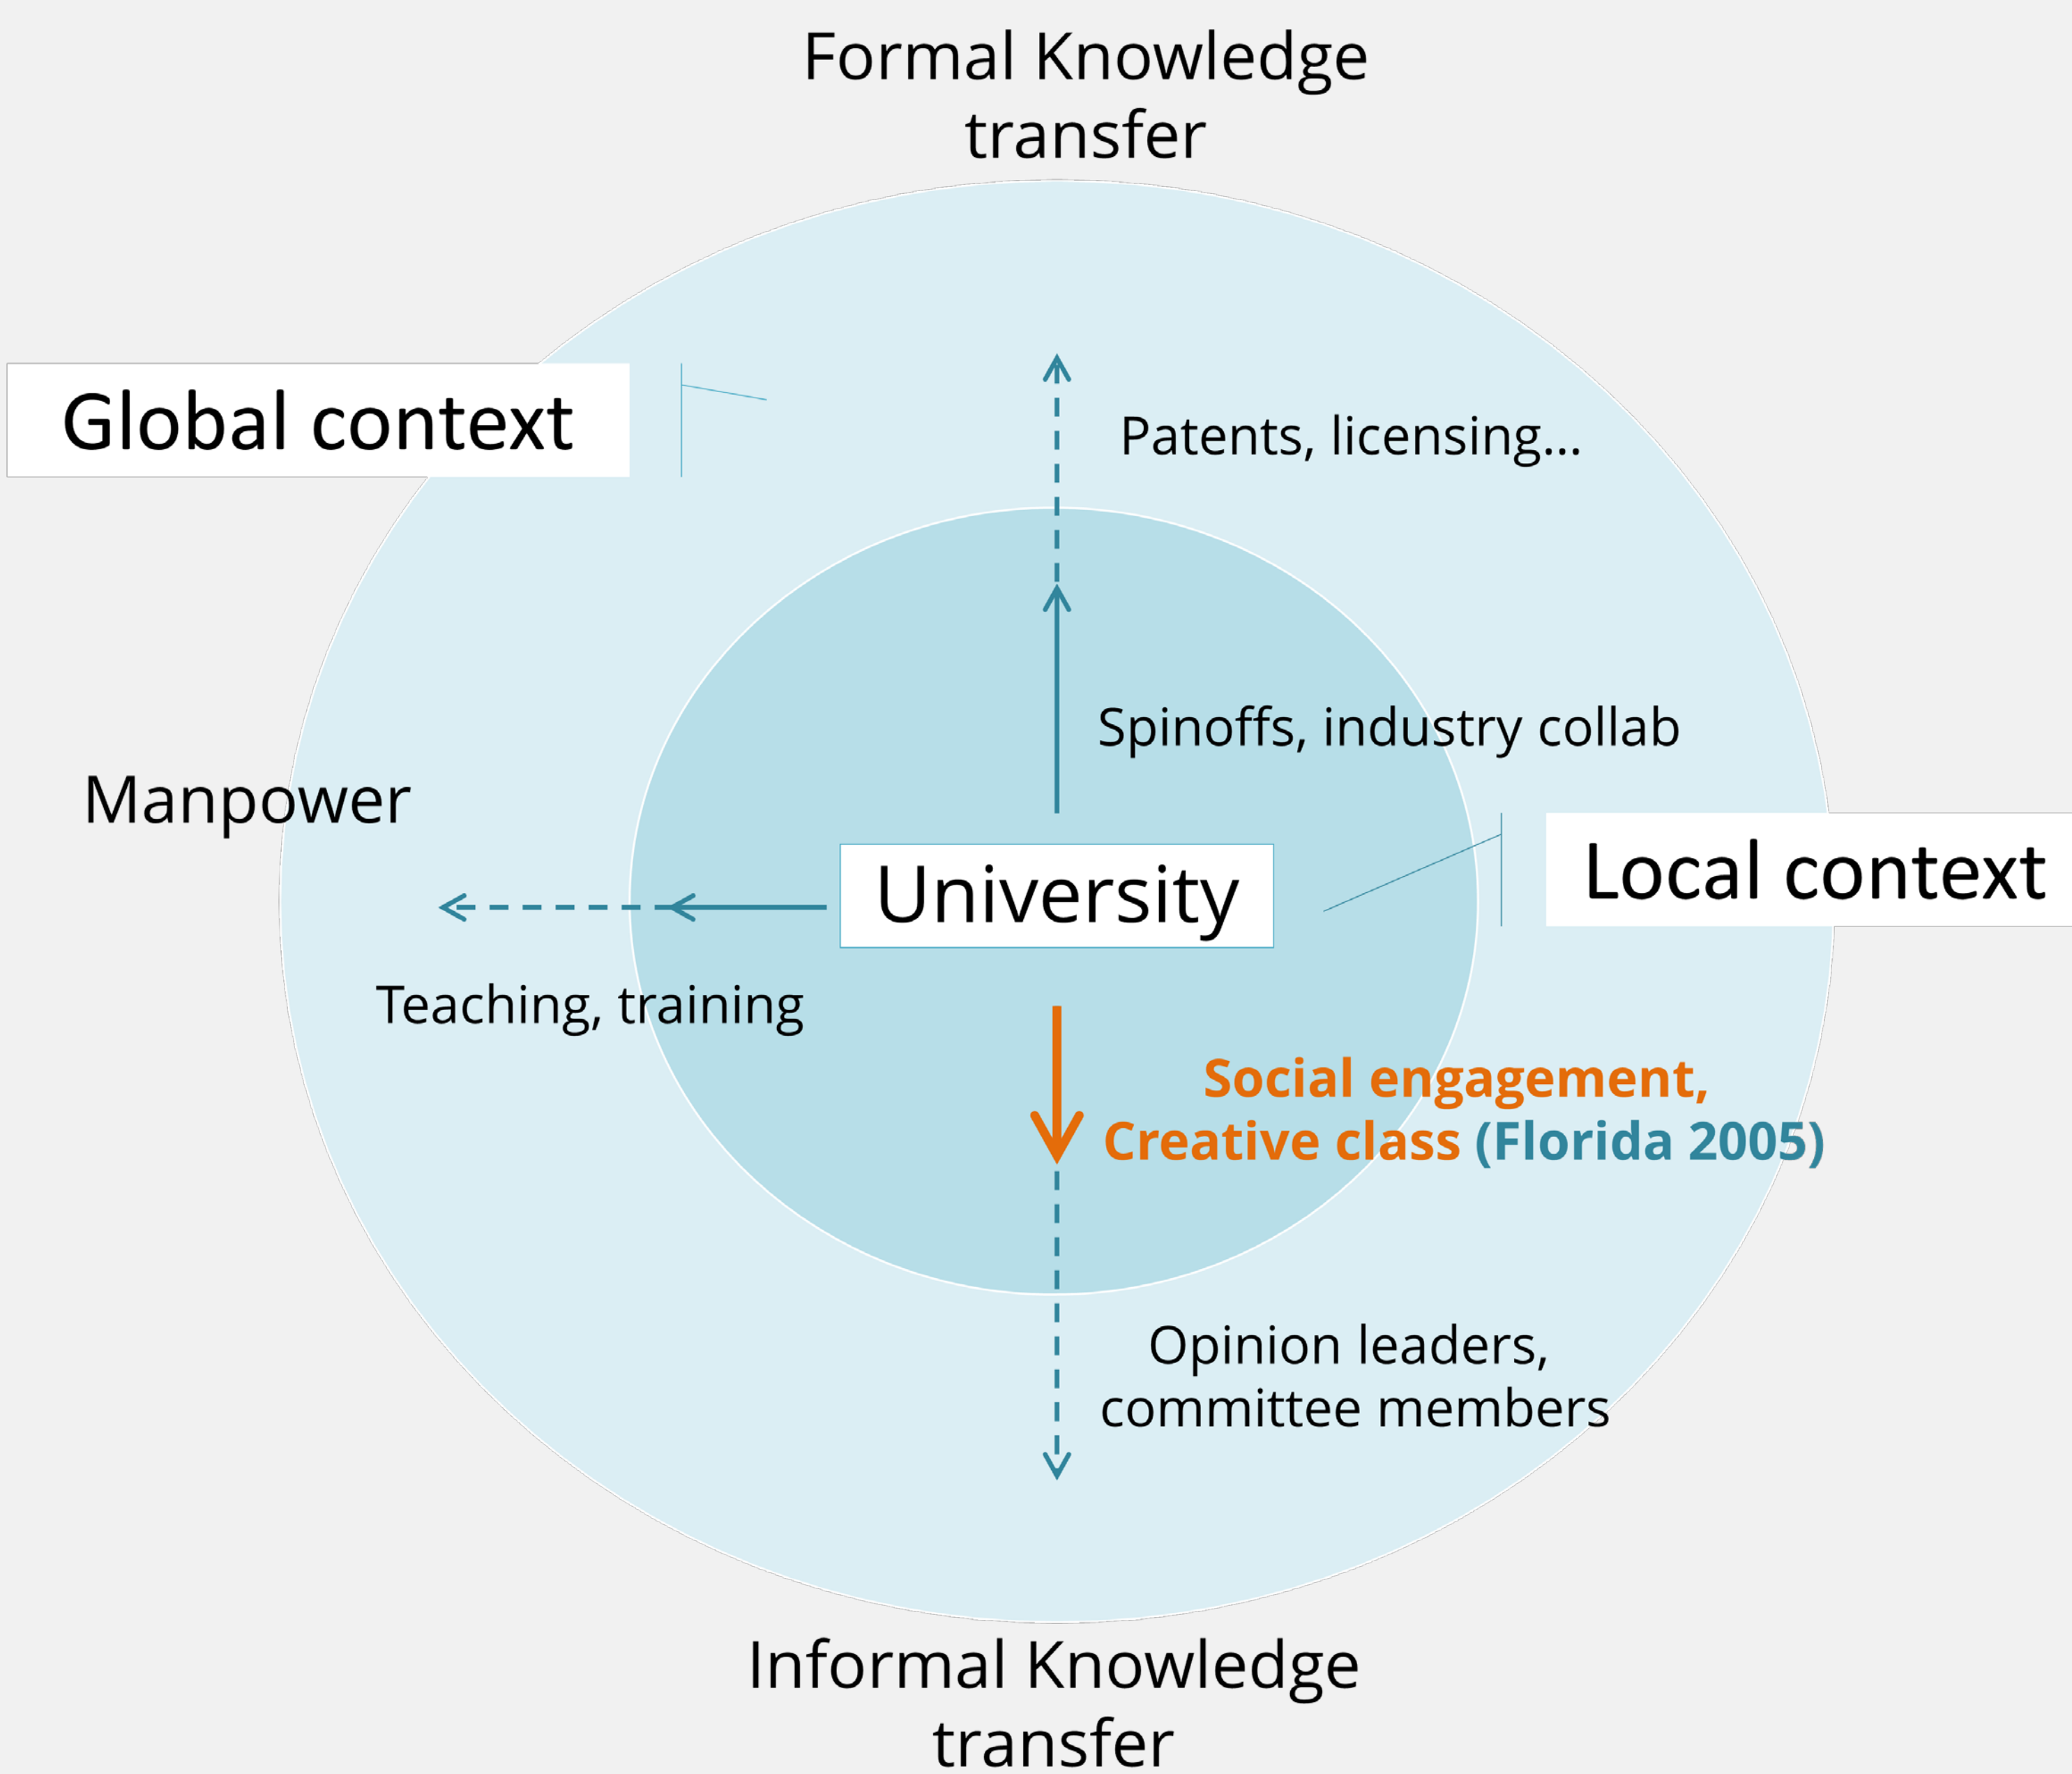 Formal Knowledge
transfer
Global context
Patents, licensing...
Spinoffs, industry collab
Manpower
University
Local context
Teaching, training
Social engagement,
Creative class (Florida 2005)
Opinion leaders,
committee members
Informal Knowledge
transfer